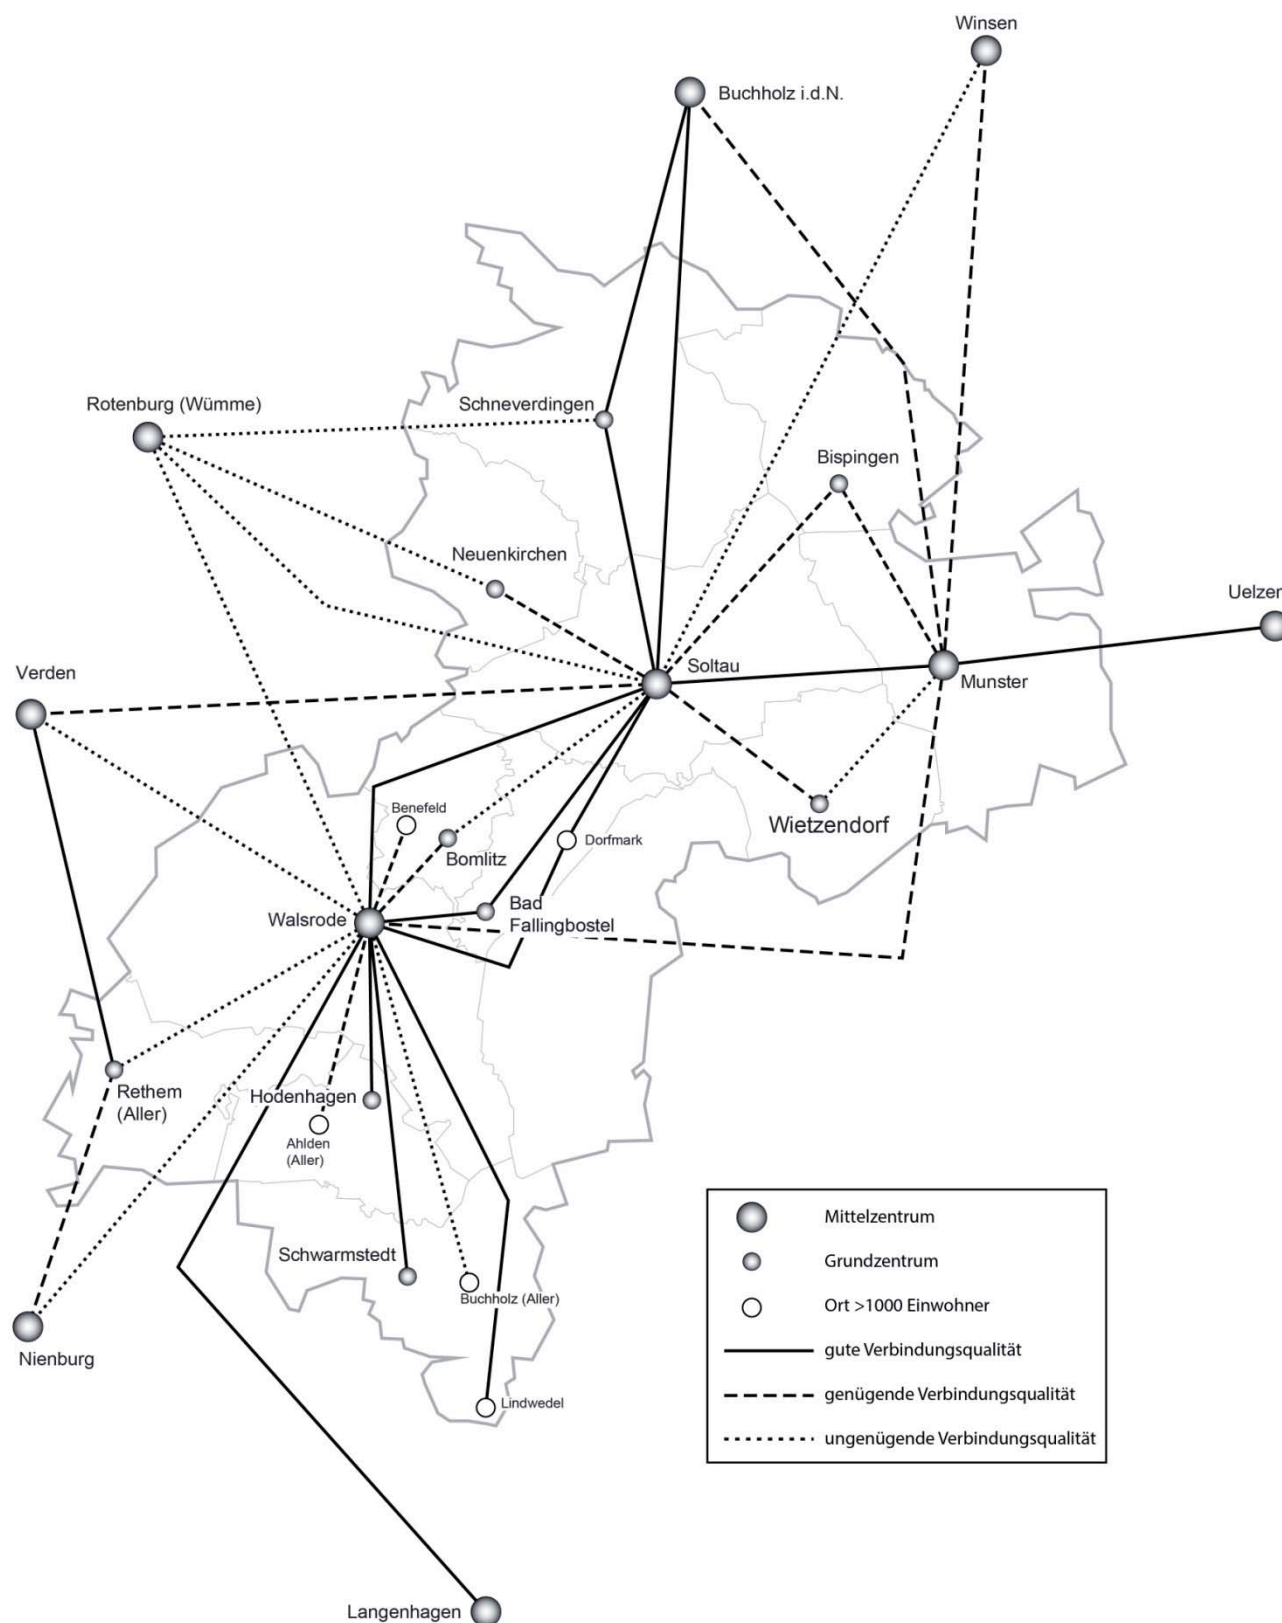 Winsen
Buchholz i.d.N.
Rotenburg (Wümme)
Schneverdingen
Bispingen
Neuenkirchen
Uelzen
Verden
Soltau
Munster
Benefeld
Bomlitz
Dorfmark
Wietzendorf
Walsrode
Bad
Fallingbostel
Rethem
(Aller)
Hodenhagen
Ahlden
(Aller)
Schwarmstedt
Buchholz (Aller)
Nienburg
Lindwedel
Langenhagen
Mittelzentrum
Grundzentrum
Ort >1000 Einwohner
gute Verbindungsqualität
genügende Verbindungsqualität
ungenügende Verbindungsqualität